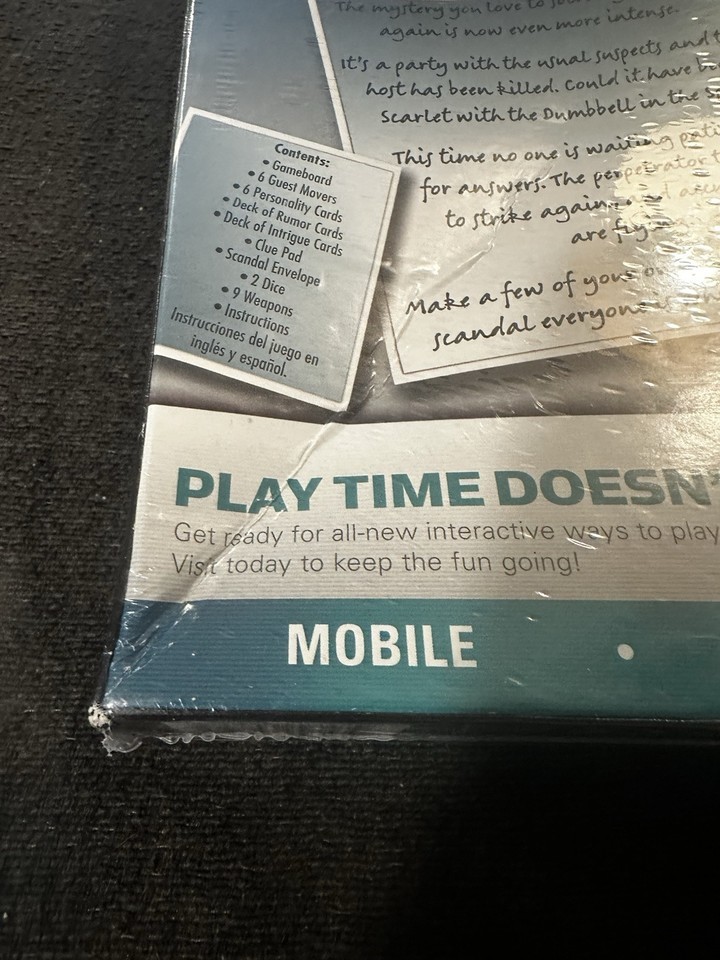 The mystery you love to
again is now even more intense.
It's a party with the usual suspects and
host has been killed. Could it have
Scarlet with the Dumbbell in the
This time no one is waiting
for answers. The perpetrator
to strike again
are
Make a few of your
scandal everyone
Contents:
• Gameboard
• 6 Guest Movers
• 6 Personality Cards
• Deck of Rumor Cards
• Deck of Intrigue Cards
• Clue Pad
• Scandal Envelope
• 2 Dice
• 9 Weapons
• Instructions
Instrucciones del juego en
inglés y español.
PLAY TIME DOESN'
Get ready for all-new interactive ways to play
Visit today to keep the fun going!
MOBILE •